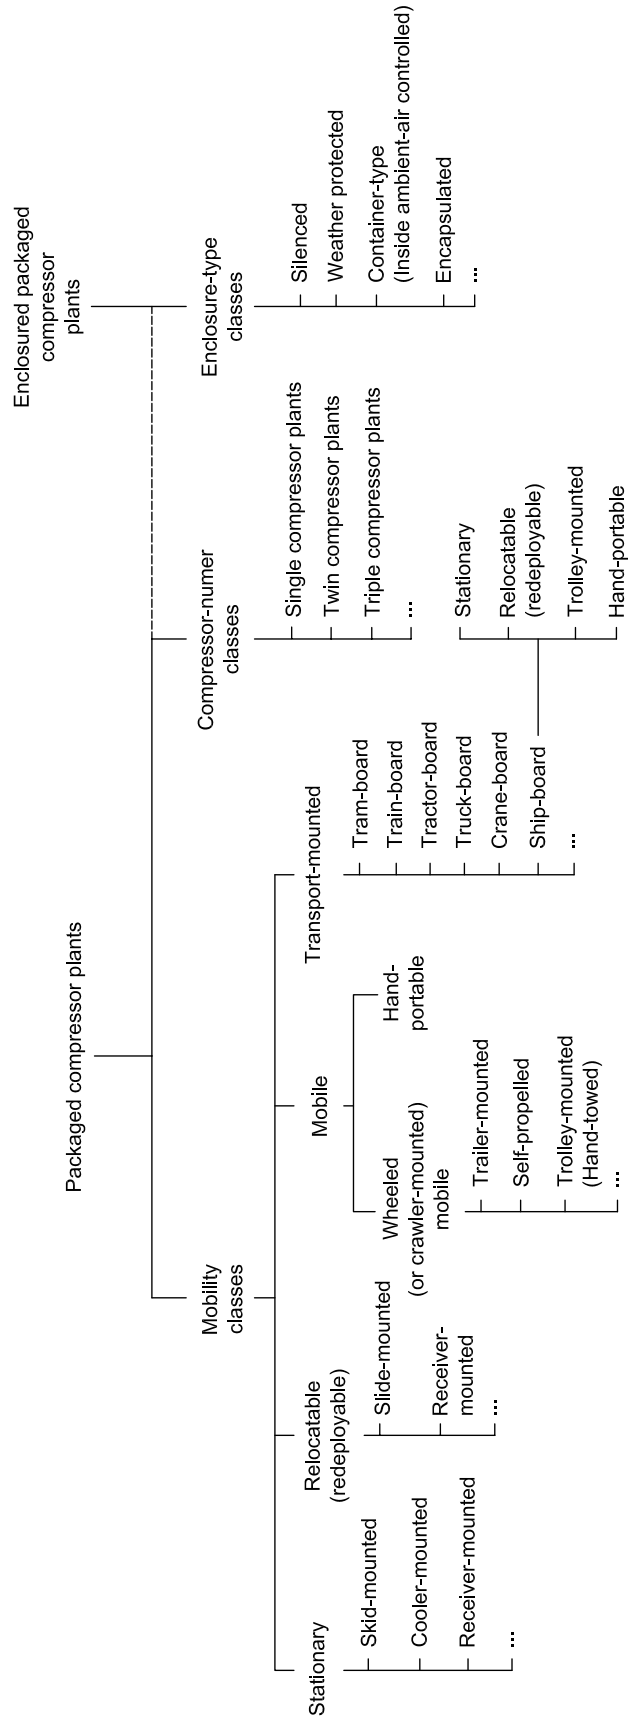 Packaged compressor plants
Enclosured packaged
compressor
plants
Mobility
classes
Compressor-numer
classes
Enclosure-type
classes
Stationary
Skid-mounted
Cooler-mounted
Receiver-mounted
...
Relocatable
(redeployable)
Slide-mounted
Receiver-
mounted
...
Mobile
Wheeled
(or crawler-mounted)
mobile
Trailer-mounted
Self-propelled
Trolley-mounted
(Hand-towed)
...
Hand-
portable
Transport-mounted
Tram-board
Train-board
Tractor-board
Truck-board
Crane-board
Ship-board
...
Stationary
Relocatable
(redeployable)
Trolley-mounted
Hand-portable
Single compressor plants
Twin compressor plants
Triple compressor plants
...
Silenced
Weather protected
Container-type
(Inside ambient-air controlled)
Encapsulated
...